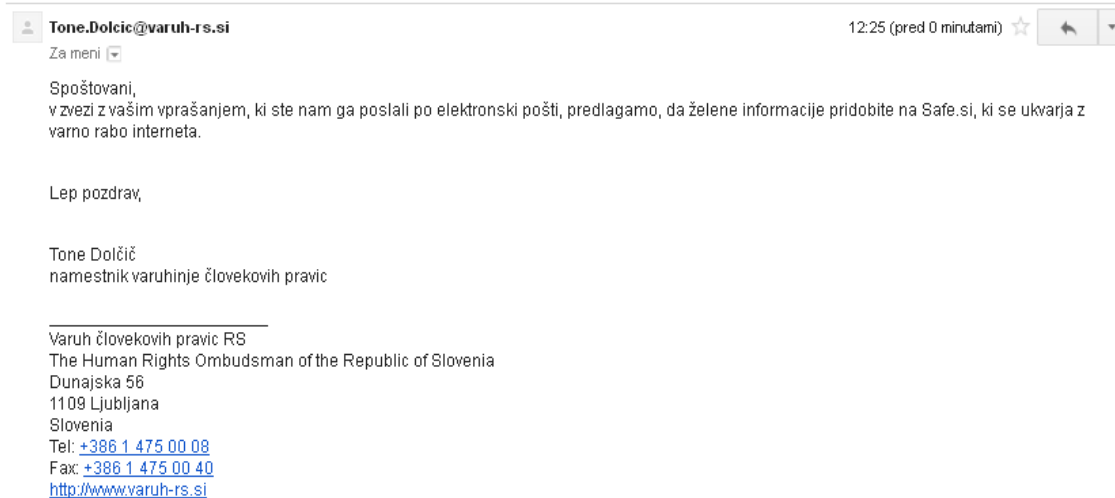 Tone.Dolcic@varuh-rs.si
12:25 (pred 0 minutami)
Za meni
Spoštovani,
v zvezi z vašim vprašanjem, ki ste nam ga poslali po elektronski pošti, predlagamo, da želene informacije pridobite na Safe.si, ki se ukvarja z
varno rabo interneta.
Lep pozdrav,
Tone Dolčič
namestnik varuhinje človekovih pravic
Varuh človekovih pravic RS
The Human Rights Ombudsman of the Republic of Slovenia
Dunajska 56
1109 Ljubljana
Slovenia
Tel: +386 1 475 00 08
Fax: +386 1 475 00 40
http://www.varuh-rs.si